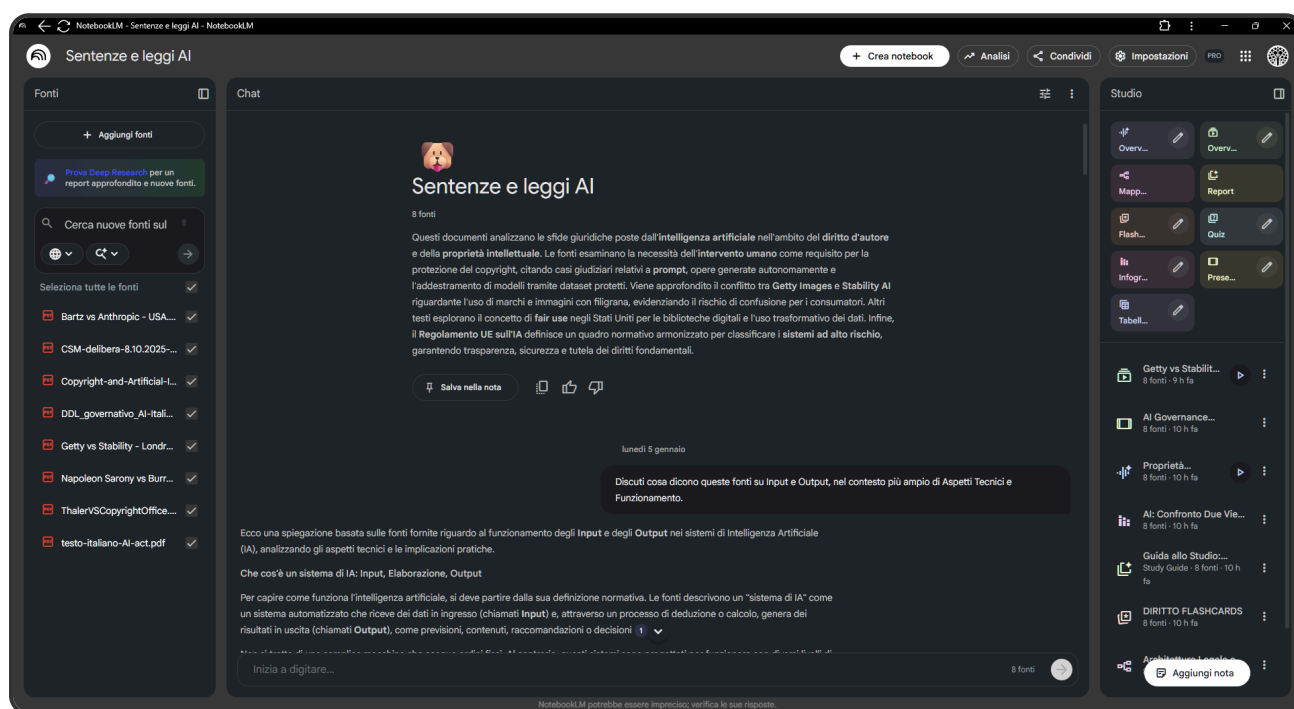 NotebookLM - Sentenze e leggi AI - NotebookLM
Sentenze e leggi AI
Crea notebook
Analisi
Condividi
Impostazioni
PRO
Fonti
Aggiungi fonti
Prova Deep Research per un
report approfondito e nuove fonti.
Cerca nuove fonti sul
Seleziona tutte le fonti
Bartz vs Anthropic - USA....
CSM-delibera-8.10.2025-...
Copyright-and-Artificial-I...
DDL_governativo_AI-Itali...
Getty vs Stability - Londr...
Napoleon Sarony vs Burr...
ThalerVSCopyrightOffice....
testo-italiano-AI-act.pdf
Chat
Sentenze e leggi AI
8 fonti
Questi documenti analizzano le sfide giuridiche poste dall'intelligenza artificiale nell'ambito del diritto d'autore
e della proprietà intellettuale. Le fonti esaminano la necessità dell'intervento umano come requisito per la
protezione del copyright, citando casi giudiziari relativi a prompt, opere generate autonomamente e
l'addestramento di modelli tramite dataset protetti. Viene approfondito il conflitto tra Getty Images e Stability AI
riguardante l'uso di marchi e immagini con filigrana, evidenziando il rischio di confusione per i consumatori. Altri
testi esplorano il concetto di fair use negli Stati Uniti per le biblioteche digitali e l'uso trasformativo dei dati. Infine,
il Regolamento UE sull'IA definisce un quadro normativo armonizzato per classificare i sistemi ad alto rischio,
garantendo trasparenza, sicurezza e tutela dei diritti fondamentali.
Salva nella nota
lunedì 5 gennaio
Discuti cosa dicono queste fonti su Input e Output, nel contesto più ampio di Aspetti Tecnici e
Funzionamento.
Ecco una spiegazione basata sulle fonti fornite riguardo al funzionamento degli Input e degli Output nei sistemi di Intelligenza Artificiale
(IA), analizzando gli aspetti tecnici e le implicazioni pratiche.
Che cos'è un sistema di IA: Input, Elaborazione, Output
Per capire come funziona l'intelligenza artificiale, si deve partire dalla sua definizione normativa. Le fonti descrivono un "sistema di IA" come
un sistema automatizzato che riceve dei dati in ingresso (chiamati Input) e, attraverso un processo di deduzione o calcolo, genera dei
risultati in uscita (chiamati Output), come previsioni, contenuti, raccomandazioni o decisioni 1
Inizia a digitare...
8 fonti
NotebookLM potrebbe essere impreciso; verifica le sue risposte.
Studio
Overv...
Overv...
Mapp...
Report
Flash...
Quiz
Infogr...
Prese...
Tabell...
Getty vs Stabilit...
8 fonti · 9 h fa
AI Governance...
8 fonti · 10 h fa
Proprietà...
8 fonti · 10 h fa
AI: Confronto Due Vie...
8 fonti · 10 h fa
Guida allo Studio:...
Study Guide · 8 fonti · 10 h
fa
DIRITTO FLASHCARDS
8 fonti · 10 h fa
Aggiungi nota